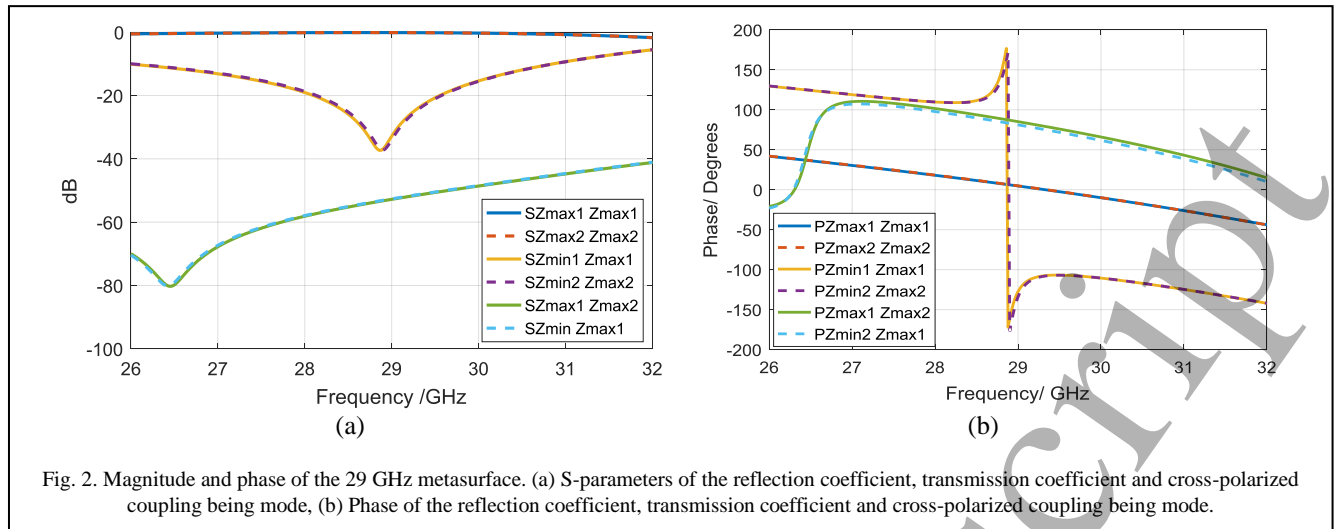 0
-20
-40
-60
-80
-100
dB
26
27
28
29
30
31
32
Frequency /GHz
SZmax1 Zmax1
SZmax2 Zmax2
SZmin1 Zmax1
SZmin2 Zmax2
SZmax1 Zmax2
SZmin Zmax1
(a)
200
150
100
50
0
-50
-100
-150
-200
Phase/ Degrees
26
27
28
29
30
31
32
Frequency/ GHz
PZmax1 Zmax1
PZmax2 Zmax2
PZmin1 Zmax1
PZmin2 Zmax2
PZmax1 Zmax2
PZmin2 Zmax1
(b)
Fig. 2. Magnitude and phase of the 29 GHz metasurface. (a) S-parameters of the reflection coefficient, transmission coefficient and cross-polarized
coupling being mode, (b) Phase of the reflection coefficient, transmission coefficient and cross-polarized coupling being mode.
cript